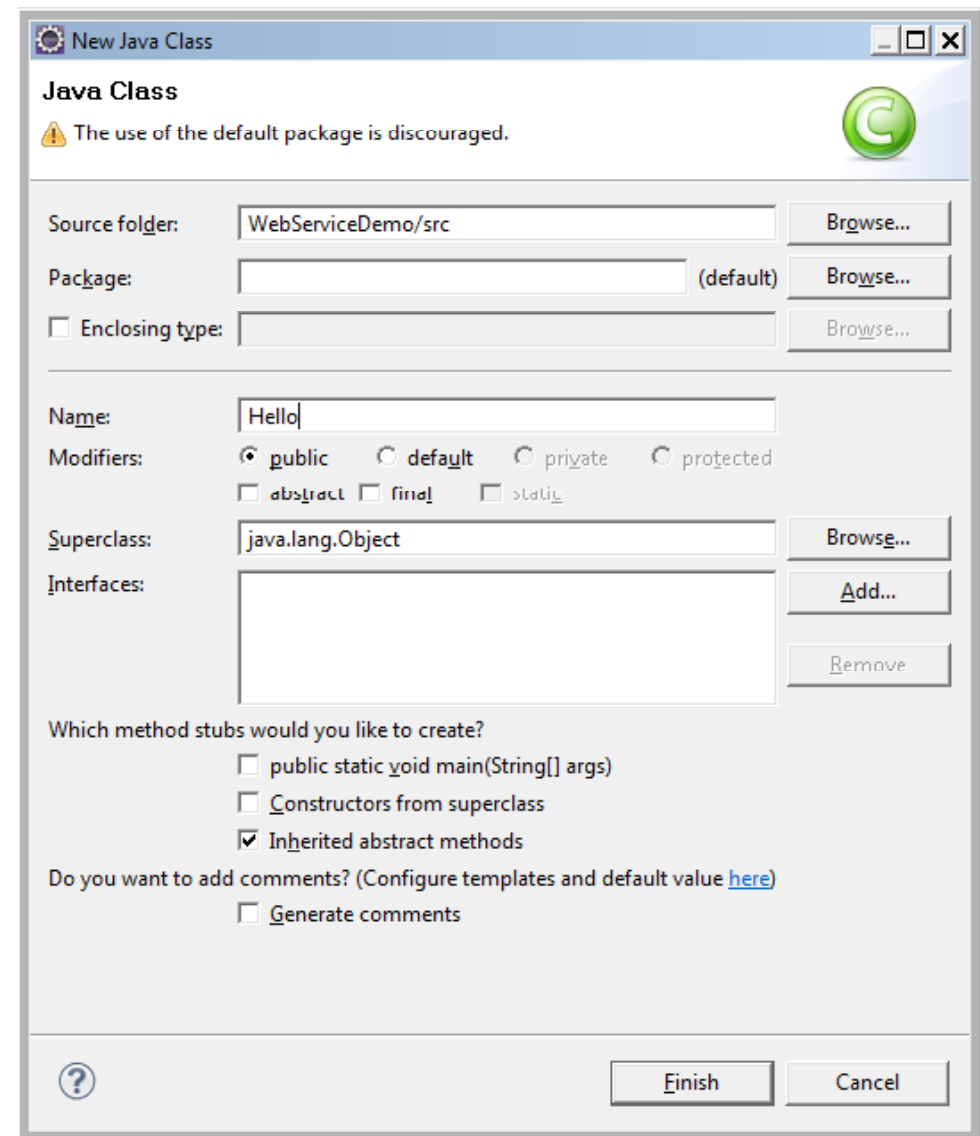 New Java Class
Java Class
The use of the default package is discouraged.
C
Source folder: WebServiceDemo/src Browse...
Package: (default) Browse...
Enclosing type: Browse...
Name: Hello
Modifiers: public default private protected
abstract final static
Superclass: java.lang.Object Browse...
Interfaces: Add...
Remove
Which method stubs would you like to create?
public static void main(String[] args)
Constructors from superclass
Inherited abstract methods
Do you want to add comments? (Configure templates and default value here)
Generate comments
? Finish Cancel